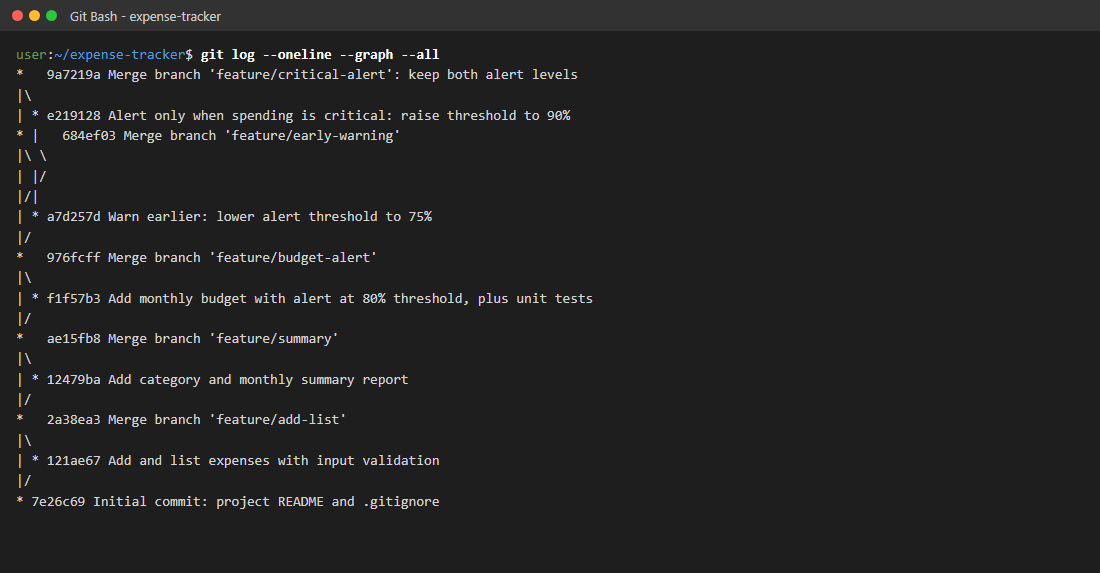 Git Bash - expense-tracker
user:~/expense-tracker$ git log --oneline --graph --all
*   9a7219a Merge branch 'feature/critical-alert': keep both alert levels
|\
| * e219128 Alert only when spending is critical: raise threshold to 90%
* |   684ef03 Merge branch 'feature/early-warning'
|\ \
| |/
|/|
| * a7d257d Warn earlier: lower alert threshold to 75%
|/
*   976fcff Merge branch 'feature/budget-alert'
|\
| * f1f57b3 Add monthly budget with alert at 80% threshold, plus unit tests
|/
*   ae15fb8 Merge branch 'feature/summary'
|\
| * 12479ba Add category and monthly summary report
|/
*   2a38ea3 Merge branch 'feature/add-list'
|\
| * 121ae67 Add and list expenses with input validation
|/
* 7e26c69 Initial commit: project README and .gitignore